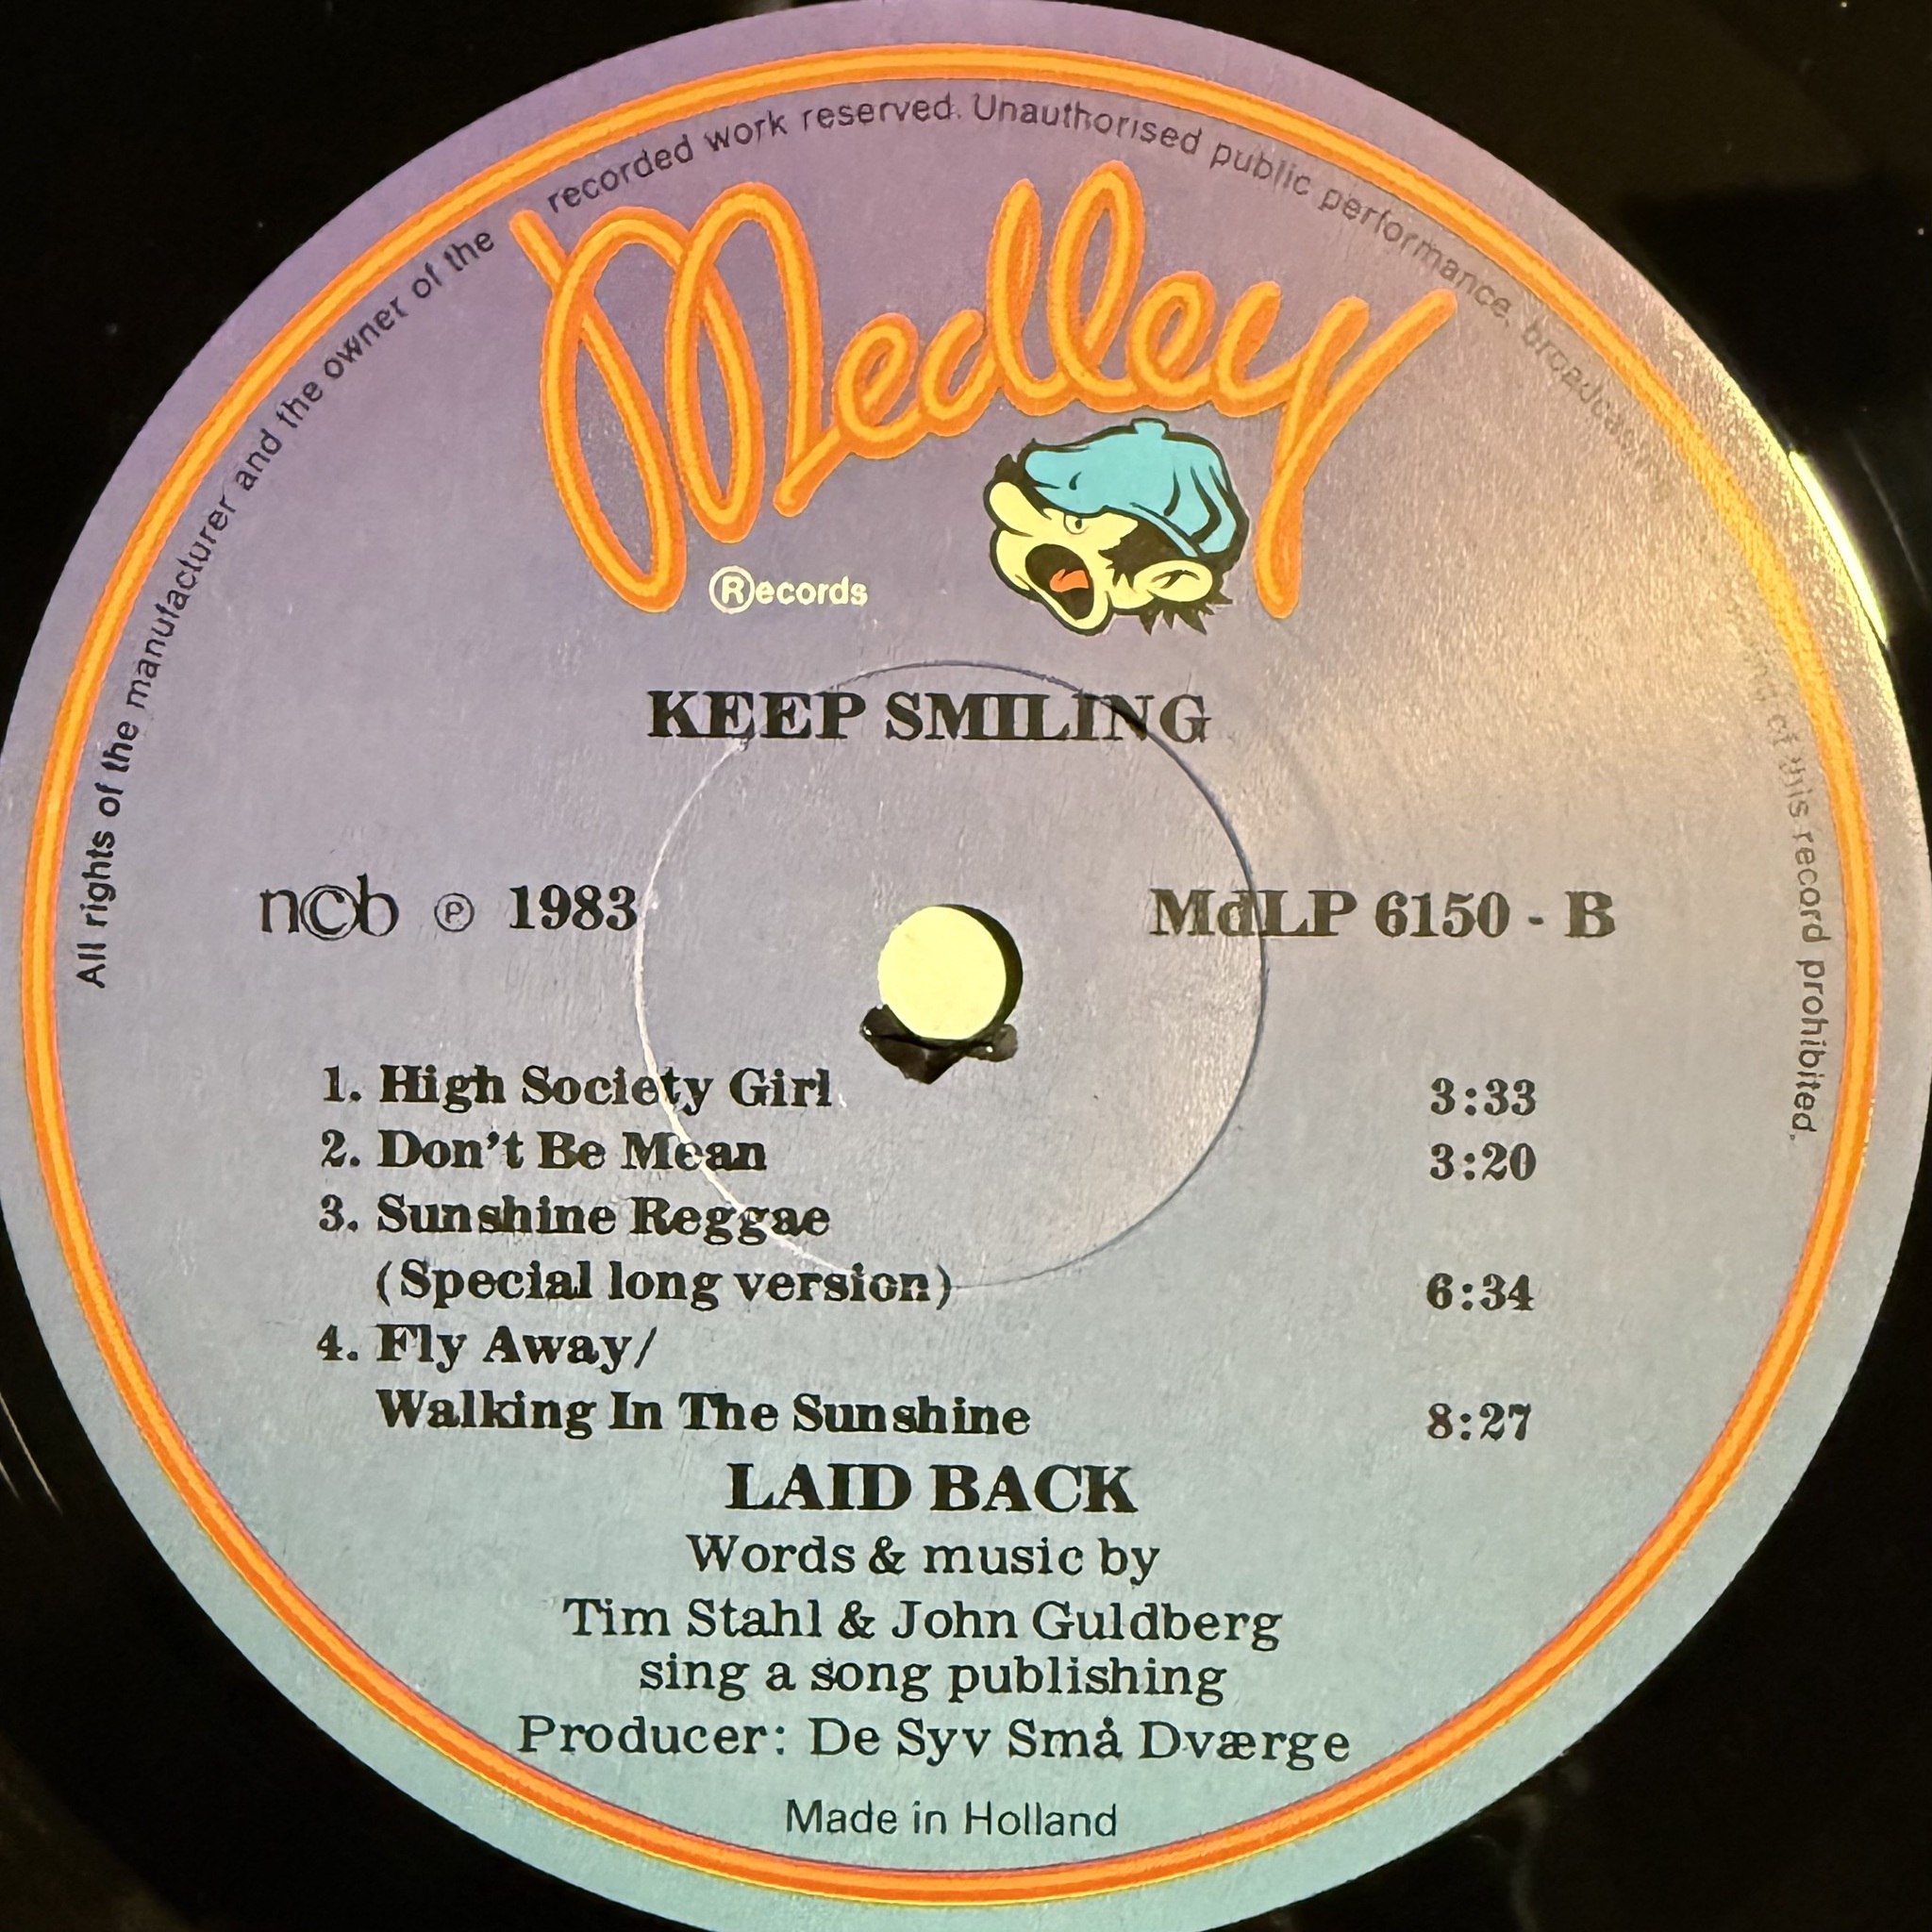 All rights of the manufacturer and the owner of the recorded work reserved. Unauthorised public performance, broadcasting of this record prohibited.
Medley
Ⓡecords
KEEP SMILING
n©b ℗ 1983
MdLP 6150 - B
1. High Society Girl 3:33
2. Don't Be Mean 3:20
3. Sunshine Reggae
(Special long version) 6:34
4. Fly Away/
Walking In The Sunshine 8:27
LAID BACK
Words & music by
Tim Stahl & John Guldberg
sing a song publishing
Producer: De Syv Små Dværge
Made in Holland